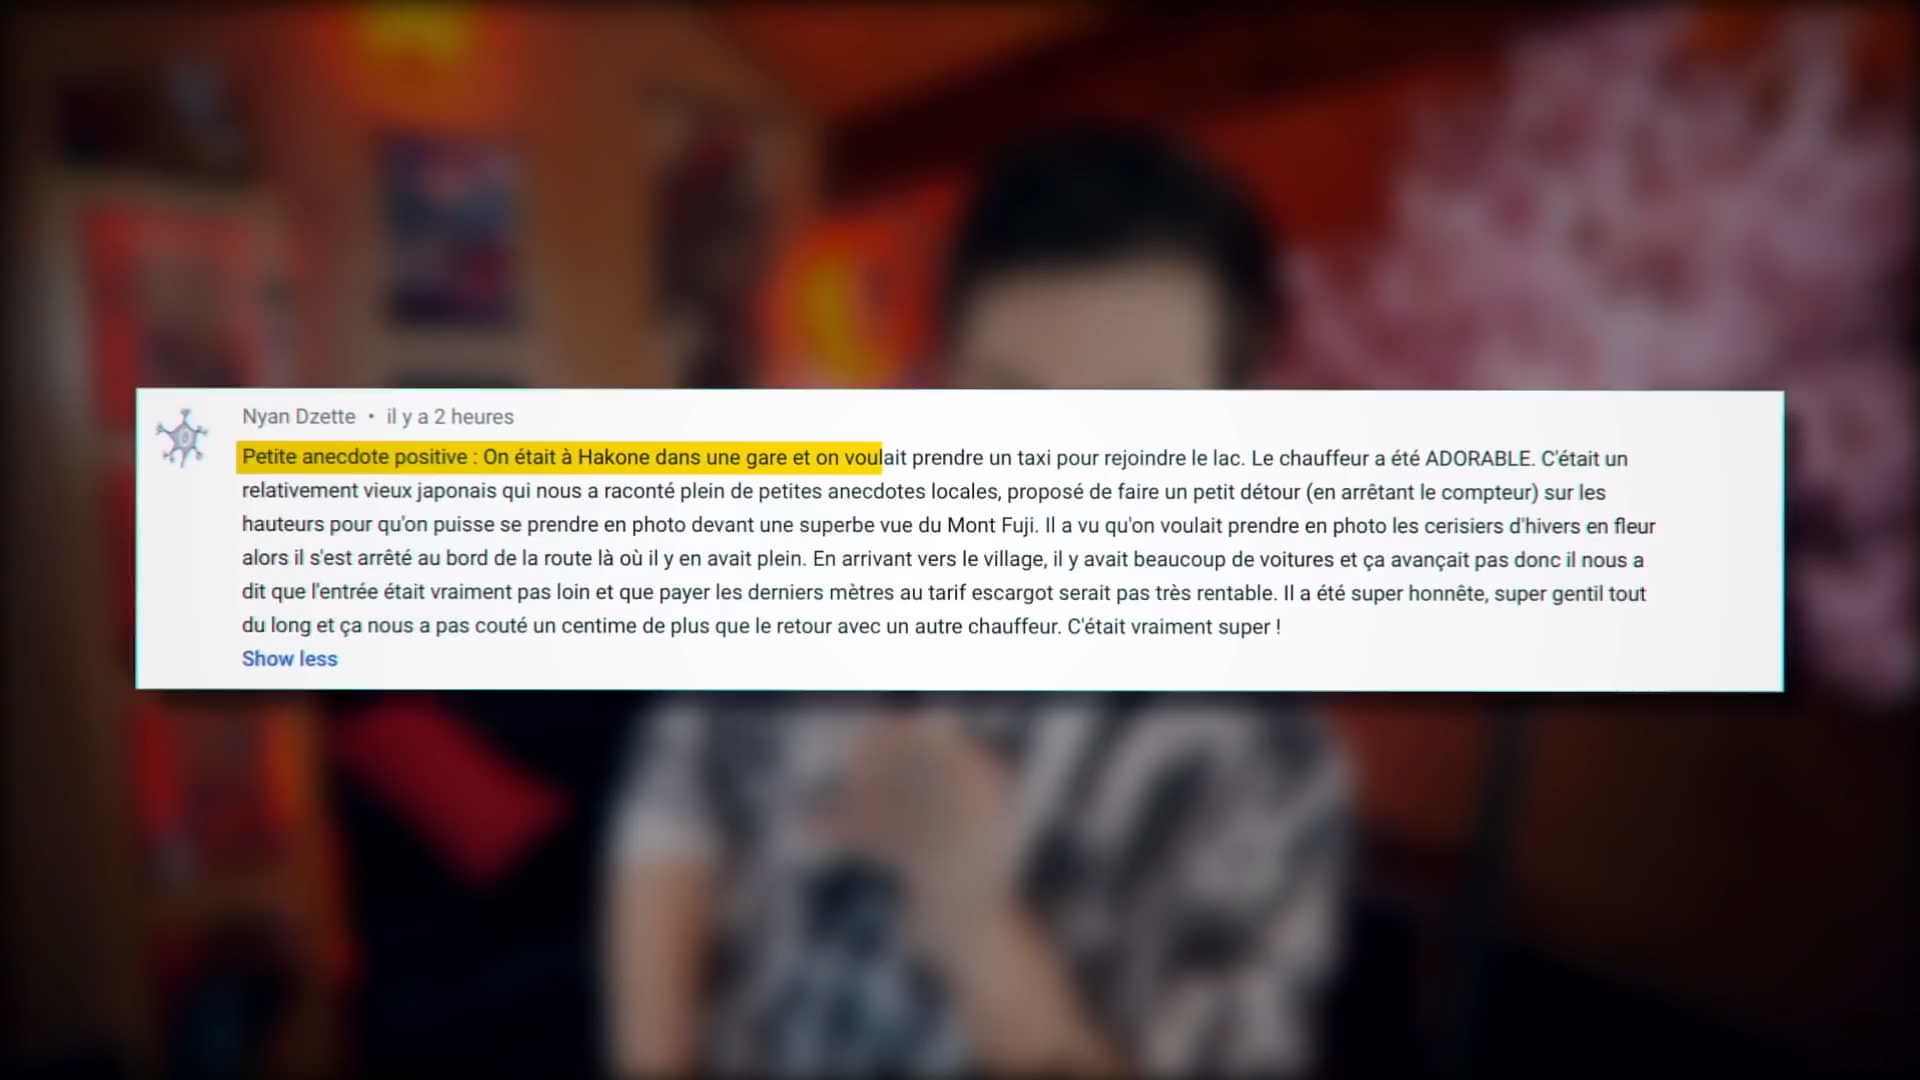 Nyan Dzette • il y a 2 heures
Petite anecdote positive : On était à Hakone dans une gare et on voulait prendre un taxi pour rejoindre le lac. Le chauffeur a été ADORABLE. C'était un
relativement vieux japonais qui nous a raconté plein de petites anecdotes locales, proposé de faire un petit détour (en arrêtant le compteur) sur les
hauteurs pour qu'on puisse se prendre en photo devant une superbe vue du Mont Fuji. Il a vu qu'on voulait prendre en photo les cerisiers d'hivers en fleur
alors il s'est arrêté au bord de la route là où il y en avait plein. En arrivant vers le village, il y avait beaucoup de voitures et ça avançait pas donc il nous a
dit que l'entrée était vraiment pas loin et que payer les derniers mètres au tarif escargot serait pas très rentable. Il a été super honnête, super gentil tout
du long et ça nous a pas couté un centime de plus que le retour avec un autre chauffeur. C'était vraiment super !
Show less